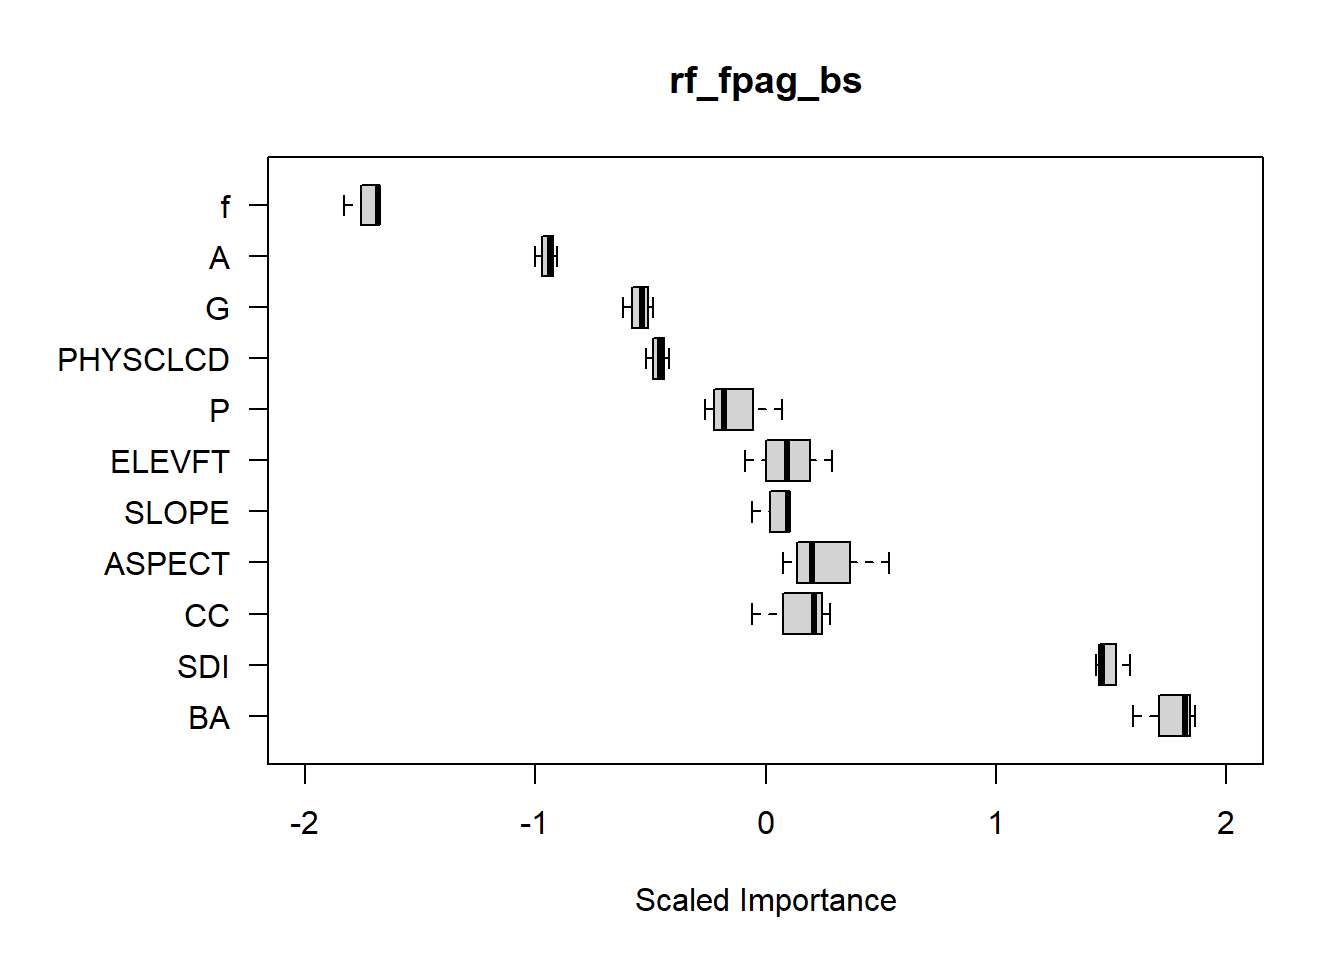 rf_fpag_bs
f
A
G
PHYSCLCD
P
ELEVFT
SLOPE
ASPECT
CC
SDI
BA
-2 -1 0 1 2
Scaled Importance